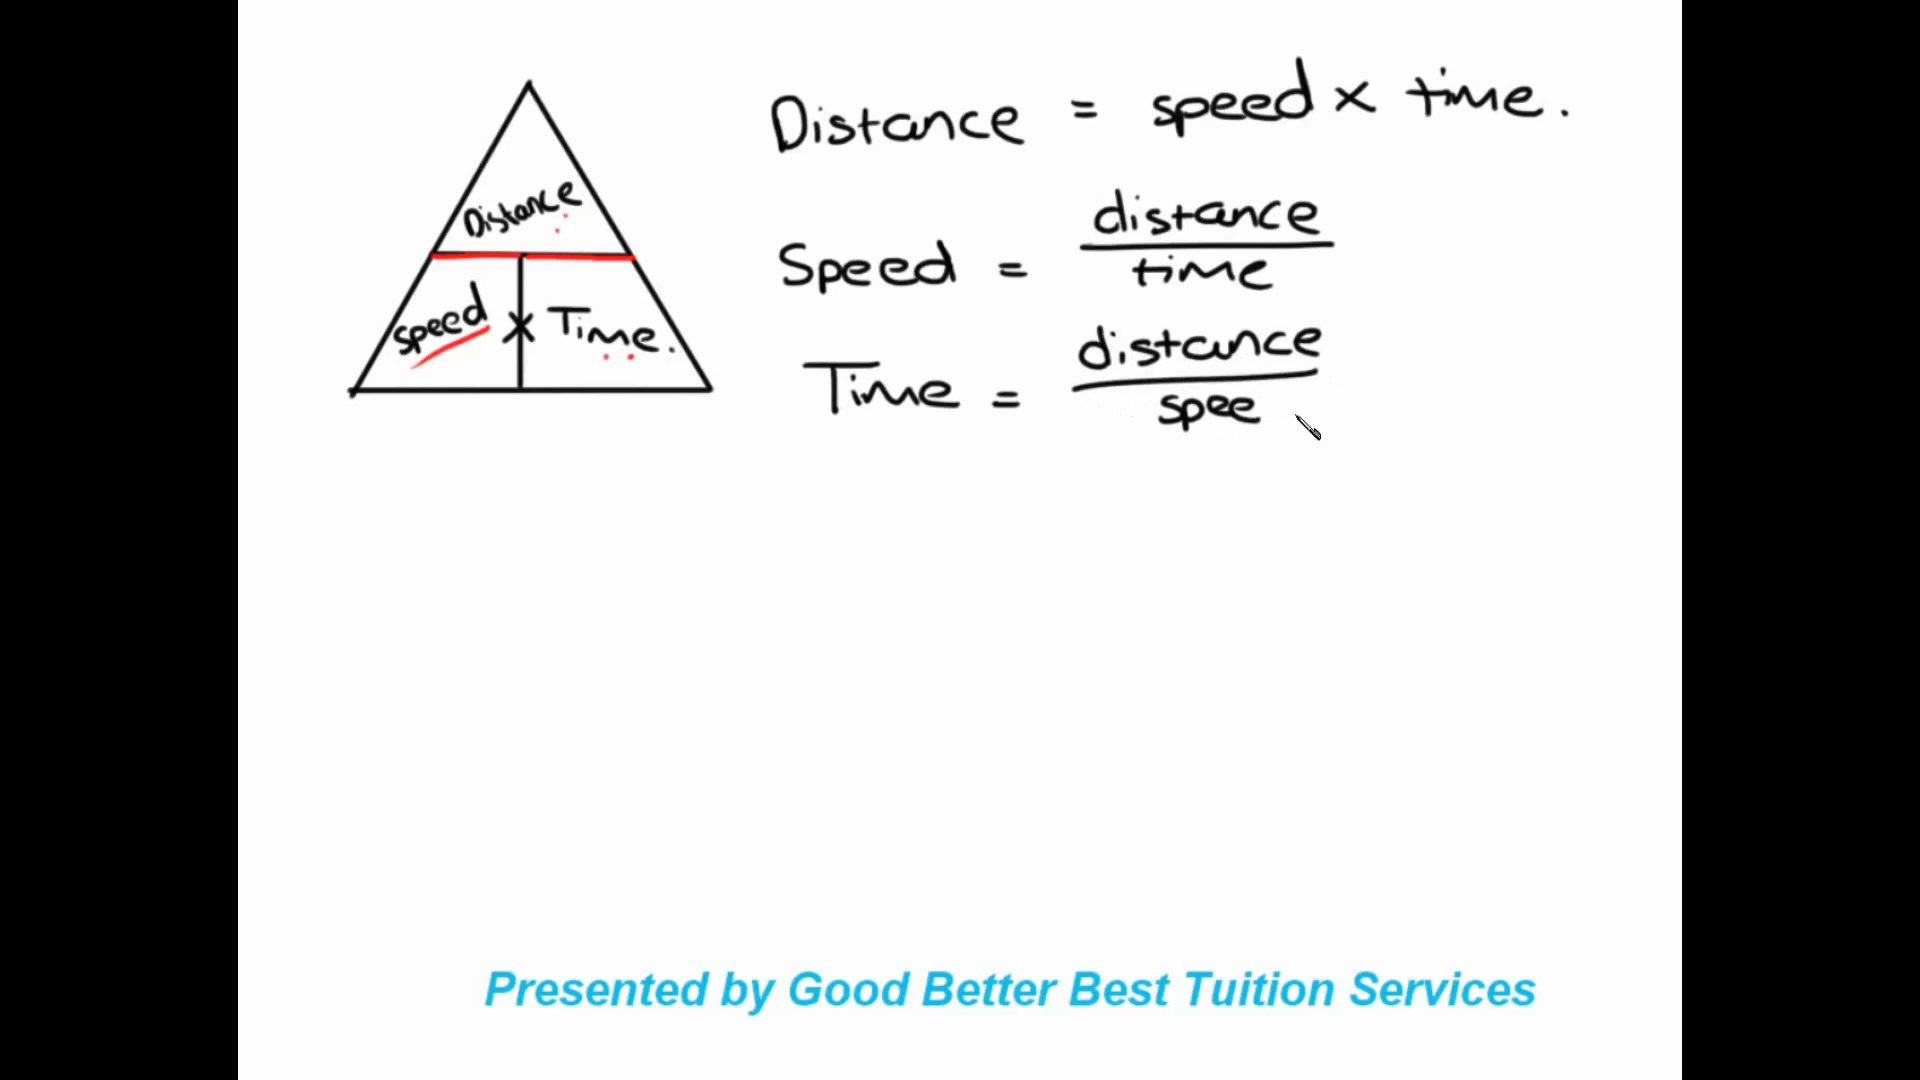 Distance
speed x Time.
Distance = speed x time.
Speed = distance
time
Time = distance
spee
Presented by Good Better Best Tuition Services